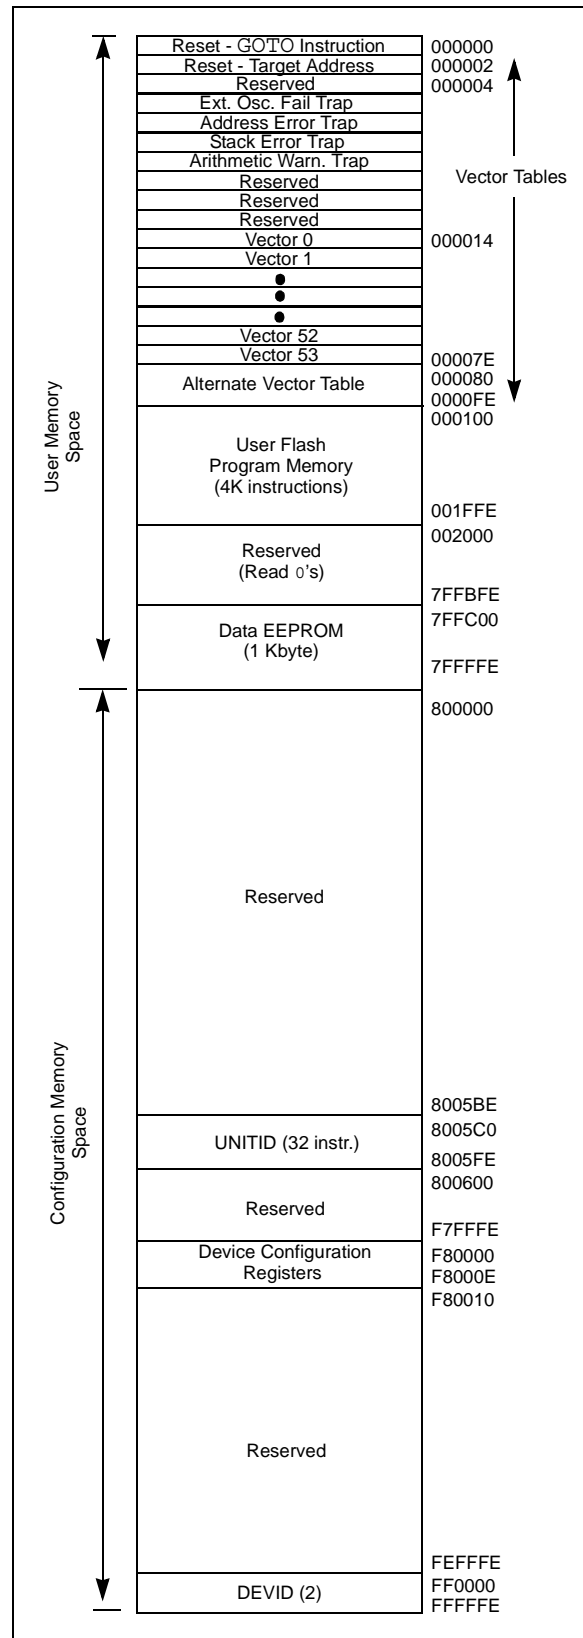 Reset - GOTO Instruction 000000
Reset - Target Address 000002
Reserved 000004
Ext. Osc. Fail Trap
Address Error Trap
Stack Error Trap
Arithmetic Warn. Trap
Reserved
Reserved
Reserved
Vector 0 000014
Vector 1
Vector 52
Vector 53 00007E
Alternate Vector Table 000080
0000FE
Vector Tables
000100
User Flash
Program Memory
(4K instructions)
001FFE
002000
Reserved
(Read 0's)
7FFBFE
7FFC00
Data EEPROM
(1 Kbyte)
7FFFFE
User Memory
Space
800000
Reserved
8005BE
8005C0
UNITID (32 instr.)
8005FE
800600
Reserved
F7FFFE
Device Configuration
Registers
F80000
F8000E
F80010
Reserved
FEFFFE
FF0000
DEVID (2)
FFFFFE
Configuration Memory
Space